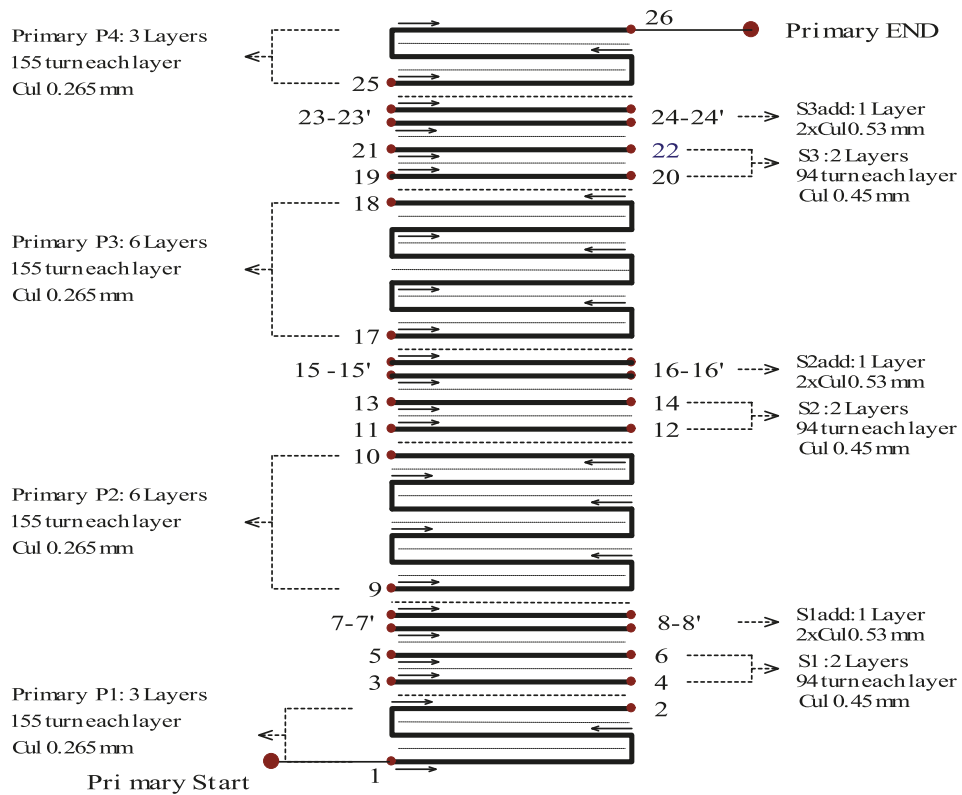 26
Primary END
Primary P4: 3 Layers
155 turn each layer
Cul 0.265 mm
25
23-23'
24-24'
S3add: 1 Layer
2xCul 0.53 mm
21
22
S3 : 2 Layers
94 turn each layer
Cul 0.45 mm
19
20
18
Primary P3: 6 Layers
155 turn each layer
Cul 0.265 mm
17
15 -15'
16-16'
S2add: 1 Layer
2xCul 0.53 mm
13
14
S2 : 2 Layers
94 turn each layer
Cul 0.45 mm
11
12
10
Primary P2: 6 Layers
155 turn each layer
Cul 0.265 mm
9
7-7'
8-8'
S1add: 1 Layer
2xCul 0.53 mm
5
6
S1 : 2 Layers
94 turn each layer
Cul 0.45 mm
3
4
Primary P1: 3 Layers
155 turn each layer
Cul 0.265 mm
2
1
Primary Start